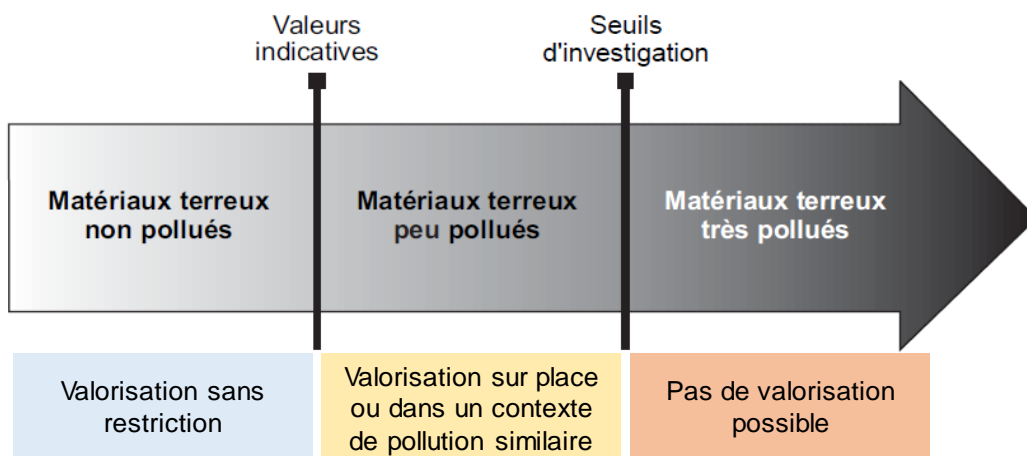 Valeurs
indicatives
Seuils
d'investigation
Matériaux terreux
non pollués
Matériaux terreux
peu pollués
Matériaux terreux
très pollués
Valorisation sans
restriction
Valorisation sur place
ou dans un contexte
de pollution similaire
Pas de valorisation
possible